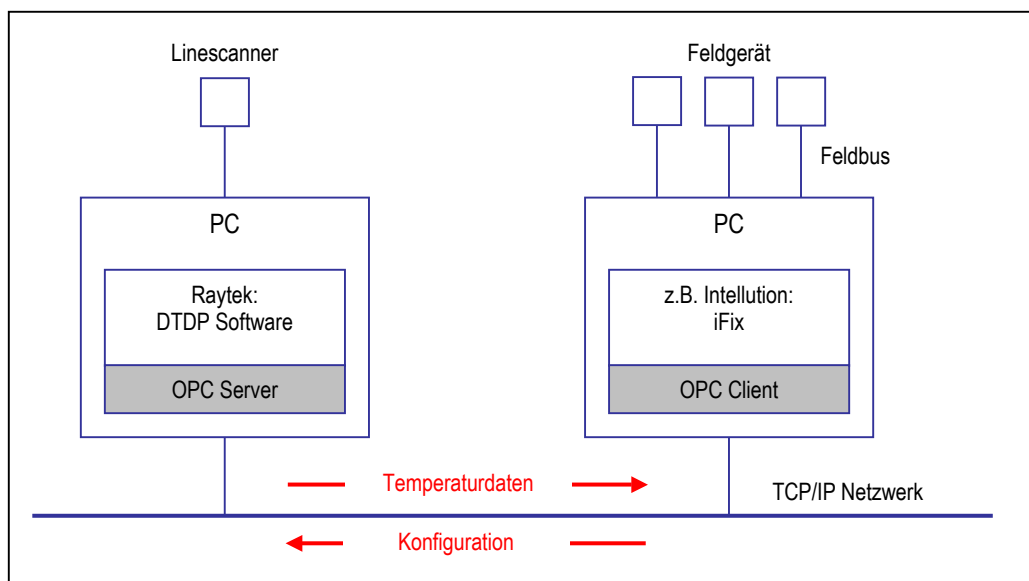 Linescanner
Feldgerät
Feldbus
PC
PC
Raytek:
DTDP Software
z.B. Intellution:
iFix
OPC Server
OPC Client
Temperaturdaten
TCP/IP Netzwerk
Konfiguration